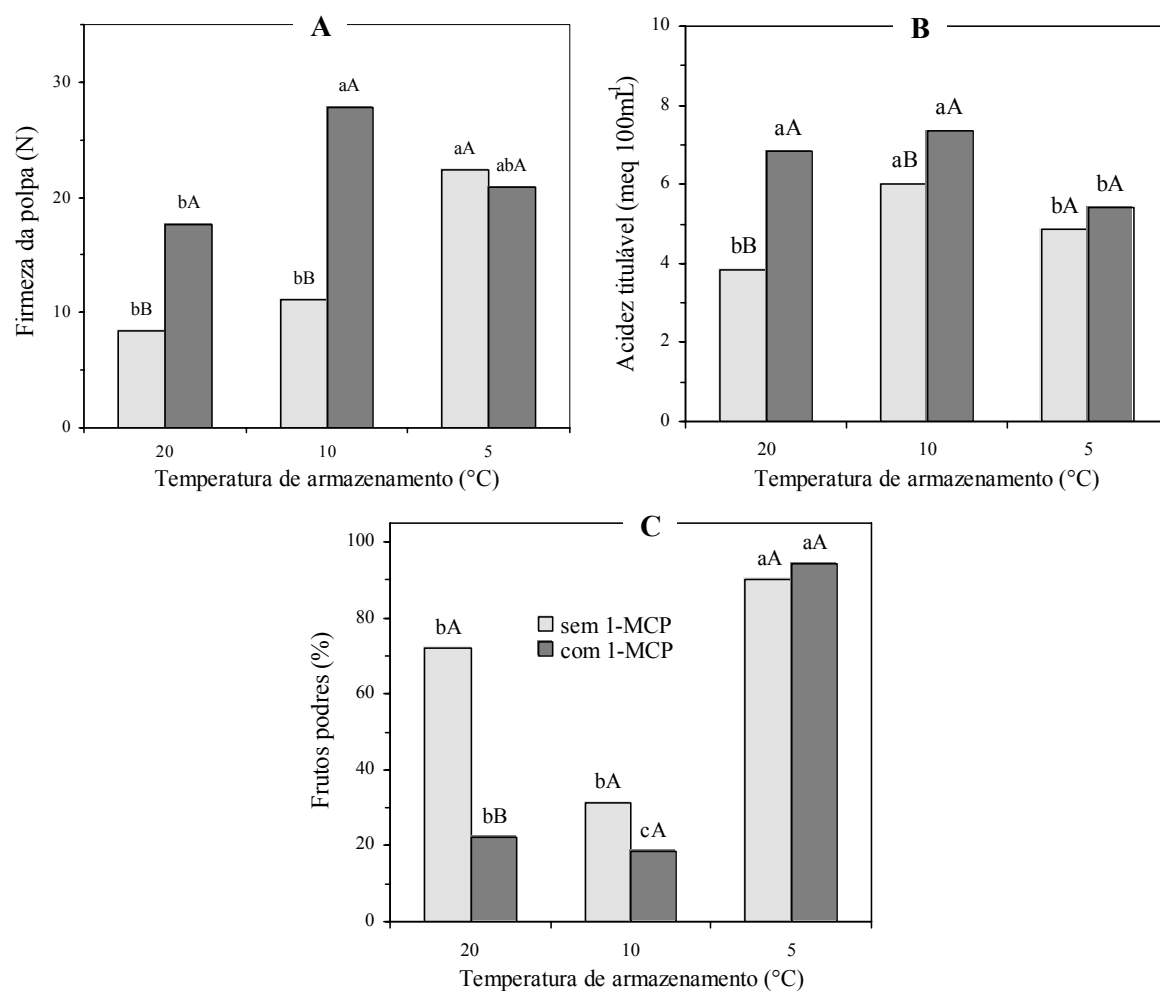 A
Firmeza da polpa (N)
30
20
10
0
bB
bA
bB
aA
aA
abA
20
10
5
Temperatura de armazenamento (°C)
B
Acidez titulável (meq 100mL¹)
10
8
6
4
2
0
bB
aA
aB
aA
bA
bA
20
10
5
Temperatura de armazenamento (°C)
C
Frutos podres (%)
100
80
60
40
20
0
bA
bB
bA
cA
aA
aA
sem 1-MCP
com 1-MCP
20
10
5
Temperatura de armazenamento (°C)